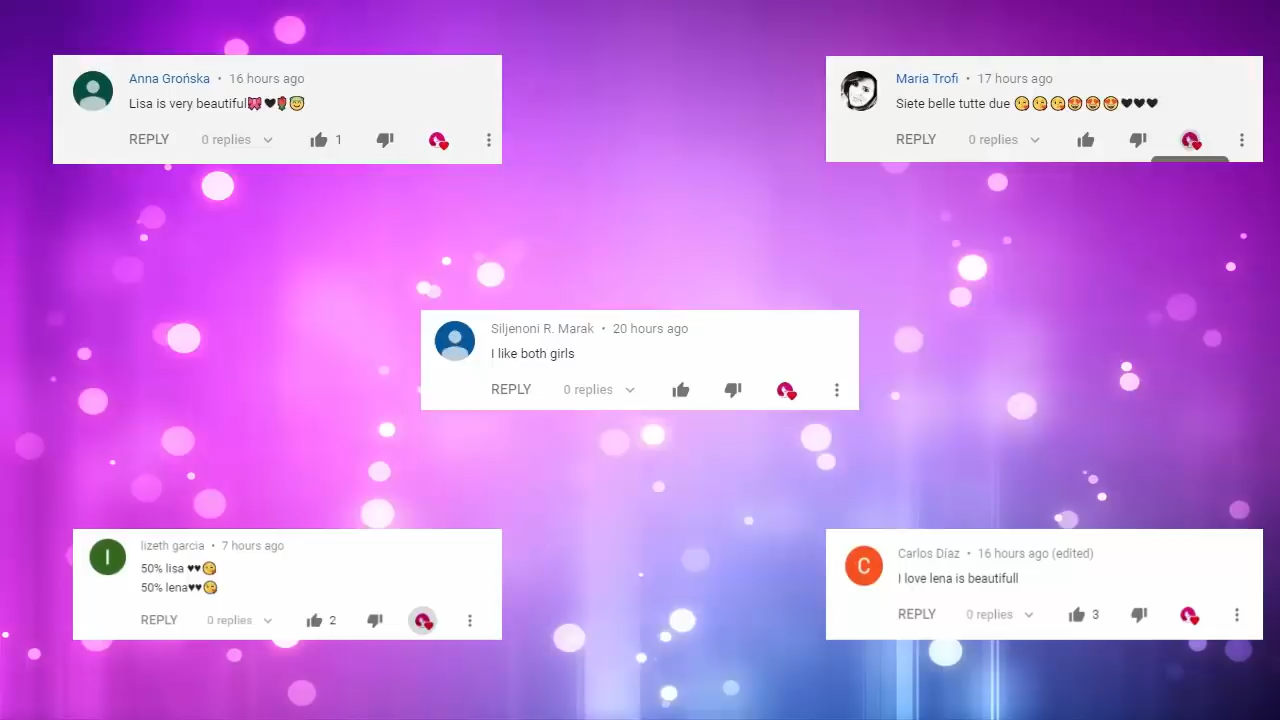 Anna Grońska • 16 hours ago
Lisa is very beautiful🎀🖤🌹😇
REPLY 0 replies 1
Maria Trofi • 17 hours ago
Siete belle tutte due 😘😘😘😍😍😍🖤🖤🖤
REPLY 0 replies
Siljenoni R. Marak • 20 hours ago
I like both girls
REPLY 0 replies
l
lizeth garcia • 7 hours ago
50% lisa ♥♥😘
50% lena♥♥😘
REPLY 0 replies 2
C
Carlos Díaz • 16 hours ago (edited)
I love lena is beautifull
REPLY 0 replies 3